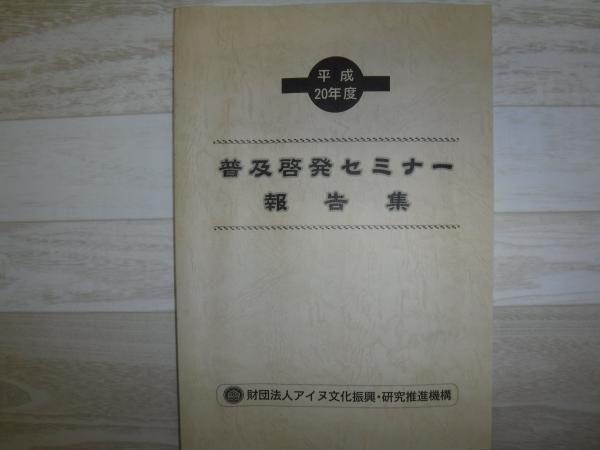 平成
20年度
普及啓発セミナー
報告集
財団法人アイヌ文化振興・研究推進機構